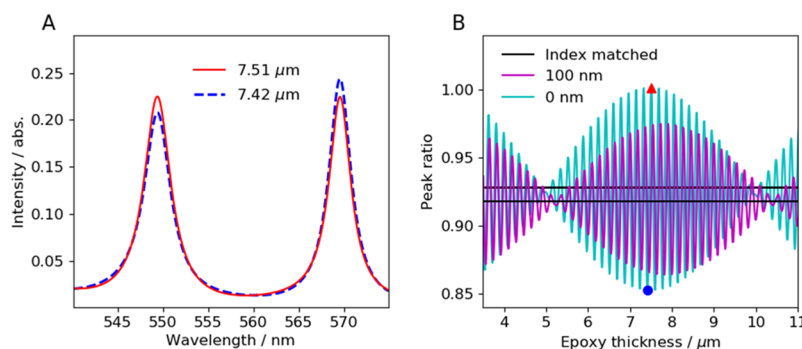 A
Intensity / abs.
0.25
0.20
0.15
0.10
0.05
7.51 μm
7.42 μm
545 550 555 560 565 570
Wavelength / nm
B
Peak ratio
1.00
0.95
0.90
0.85
Index matched
100 nm
0 nm
4 5 6 7 8 9 10 11
Epoxy thickness / μm